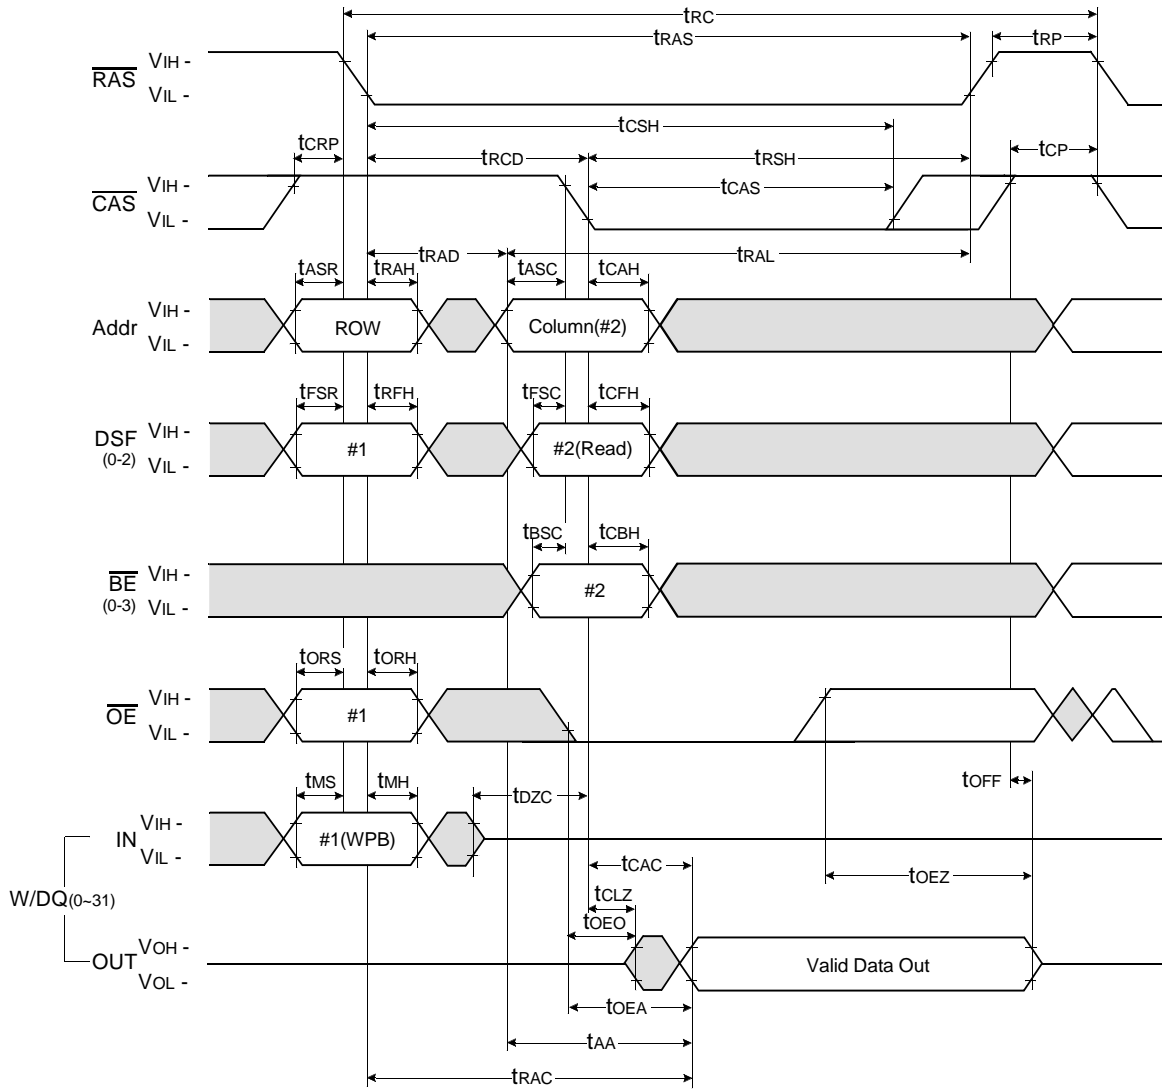 tRC
tRAS
tRP
RAS
VIH -
VIL -
tCSH
tCRP
tRCD
tRSH
tCP
CAS
VIH -
VIL -
tCAS
tRAD
tRAL
tASR
tRAH
tASC
tCAH
Addr
VIH -
VIL -
ROW
Column(#2)
tFSR
tRFH
tFSC
tCFH
DSF
(0-2)
VIH -
VIL -
#1
#2(Read)
tBSC
tCBH
BE
(0-3)
VIH -
VIL -
#2
tORS
tORH
OE
VIH -
VIL -
#1
tOFF
tMS
tMH
tDZC
IN
VIH -
VIL -
#1(WPB)
tCAC
tOEZ
W/DQ(0~31)
tCLZ
tOEO
OUT
VOH -
VOL -
Valid Data Out
tOEA
tAA
tRAC